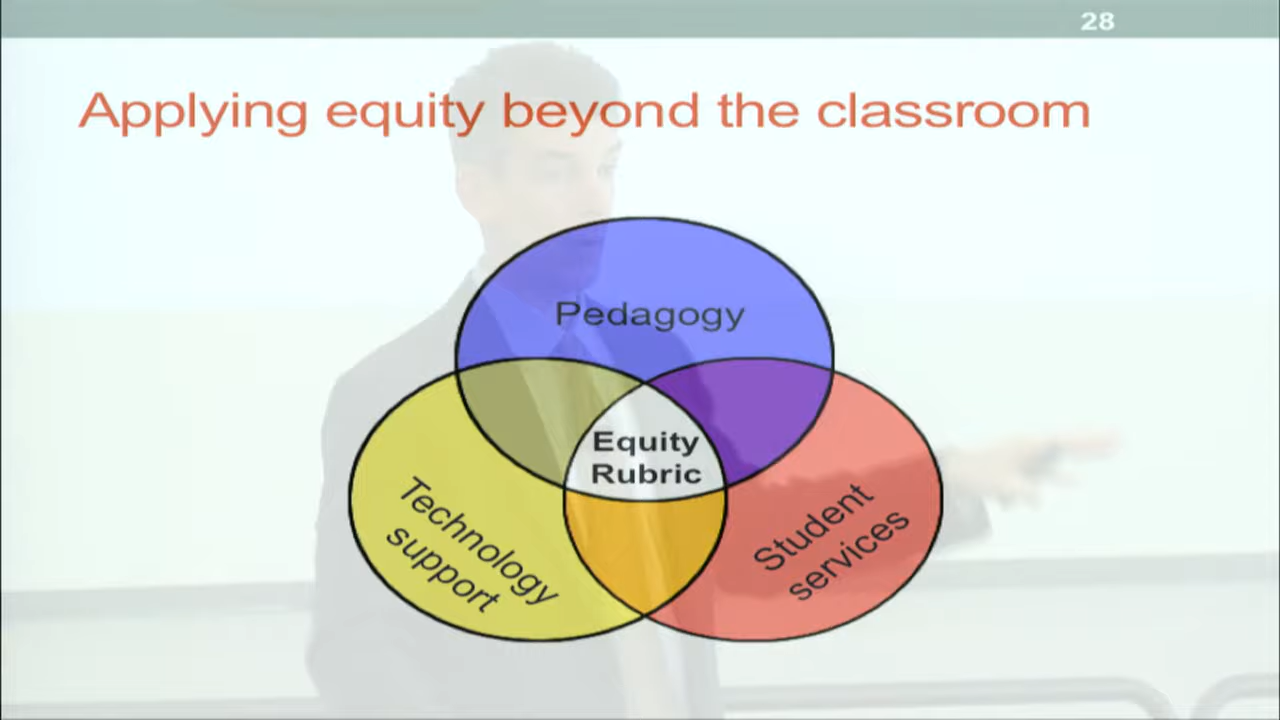 28
Applying equity beyond the classroom
Pedagogy
Equity
Rubric
Technology
support
Student
services